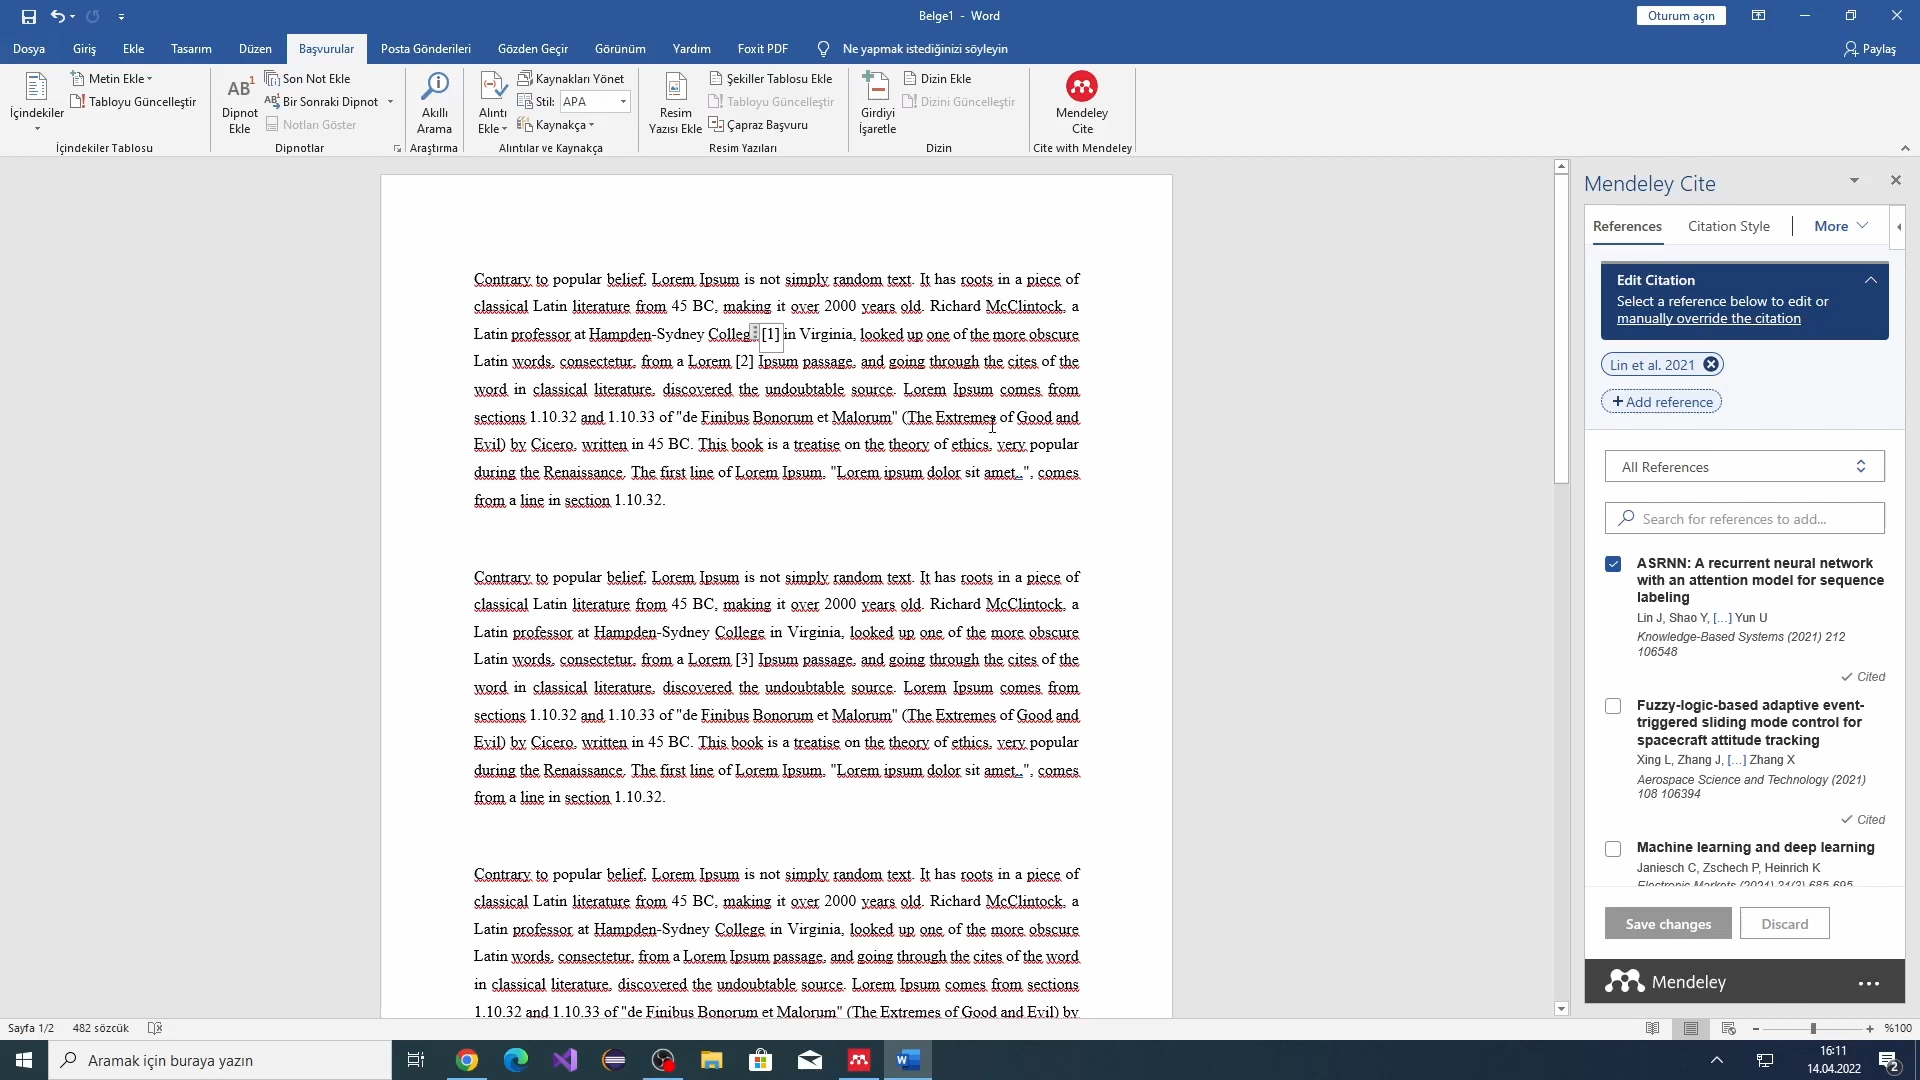 Belge1 - Word
Oturum açın
Dosya Giriş Ekle Tasarım Düzen Başvurular Posta Gönderileri Gözden Geçir Görünüm Yardım Foxit PDF Ne yapmak istediğinizi söyleyin Paylaş
İçindekiler
Metin Ekle
Tabloyu Güncelleştir
İçindekiler Tablosu
AB1
Dipnot
Ekle
Son Not Ekle
Bir Sonraki Dipnot
Notları Göster
Dipnotlar
Akıllı
Arama
Araştırma
Alıntı
Ekle
Kaynakları Yönet
Stil: APA
Kaynakça
Alıntılar ve Kaynakça
Resim
Yazısı Ekle
Şekiller Tablosu Ekle
Tabloyu Güncelleştir
Çapraz Başvuru
Resim Yazıları
Girdiyi
İşaretle
Dizin Ekle
Dizini Güncelleştir
Dizin
Mendeley
Cite
Cite with Mendeley
Contrary to popular belief, Lorem Ipsum is not simply random text. It has roots in a piece of
classical Latin literature from 45 BC, making it over 2000 years old. Richard McClintock, a
Latin professor at Hampden-Sydney College [1] in Virginia, looked up one of the more obscure
Latin words, consectetur, from a Lorem [2] Ipsum passage, and going through the cites of the
word in classical literature, discovered the undoubtable source. Lorem Ipsum comes from
sections 1.10.32 and 1.10.33 of "de Finibus Bonorum et Malorum" (The Extremes of Good and
Evil) by Cicero, written in 45 BC. This book is a treatise on the theory of ethics, very popular
during the Renaissance. The first line of Lorem Ipsum, "Lorem ipsum dolor sit amet..", comes
from a line in section 1.10.32.
Contrary to popular belief, Lorem Ipsum is not simply random text. It has roots in a piece of
classical Latin literature from 45 BC, making it over 2000 years old. Richard McClintock, a
Latin professor at Hampden-Sydney College in Virginia, looked up one of the more obscure
Latin words, consectetur, from a Lorem [3] Ipsum passage, and going through the cites of the
word in classical literature, discovered the undoubtable source. Lorem Ipsum comes from
sections 1.10.32 and 1.10.33 of "de Finibus Bonorum et Malorum" (The Extremes of Good and
Evil) by Cicero, written in 45 BC. This book is a treatise on the theory of ethics, very popular
during the Renaissance. The first line of Lorem Ipsum, "Lorem ipsum dolor sit amet..", comes
from a line in section 1.10.32.
Contrary to popular belief, Lorem Ipsum is not simply random text. It has roots in a piece of
classical Latin literature from 45 BC, making it over 2000 years old. Richard McClintock, a
Latin professor at Hampden-Sydney College in Virginia, looked up one of the more obscure
Latin words, consectetur, from a Lorem Ipsum passage, and going through the cites of the word
in classical literature, discovered the undoubtable source. Lorem Ipsum comes from sections
1.10.32 and 1.10.33 of "de Finibus Bonorum et Malorum" (The Extremes of Good and Evil) by
Mendeley Cite
References Citation Style More
Edit Citation
Select a reference below to edit or
manually override the citation
Lin et al. 2021
+ Add reference
All References
Search for references to add...
ASRNN: A recurrent neural network
with an attention model for sequence
labeling
Lin J, Shao Y, [...] Yun U
Knowledge-Based Systems (2021) 212
106548
Cited
Fuzzy-logic-based adaptive event-
triggered sliding mode control for
spacecraft attitude tracking
Xing L, Zhang J, [...] Zhang X
Aerospace Science and Technology (2021)
108 106394
Cited
Machine learning and deep learning
Janiesch C, Zschech P, Heinrich K
Electronic Markets (2021) 31(3) 685-695
Save changes Discard
Mendeley
Sayfa 1/2 482 sözcük
%100
Aramak için buraya yazın
16:11
14.04.2022
2